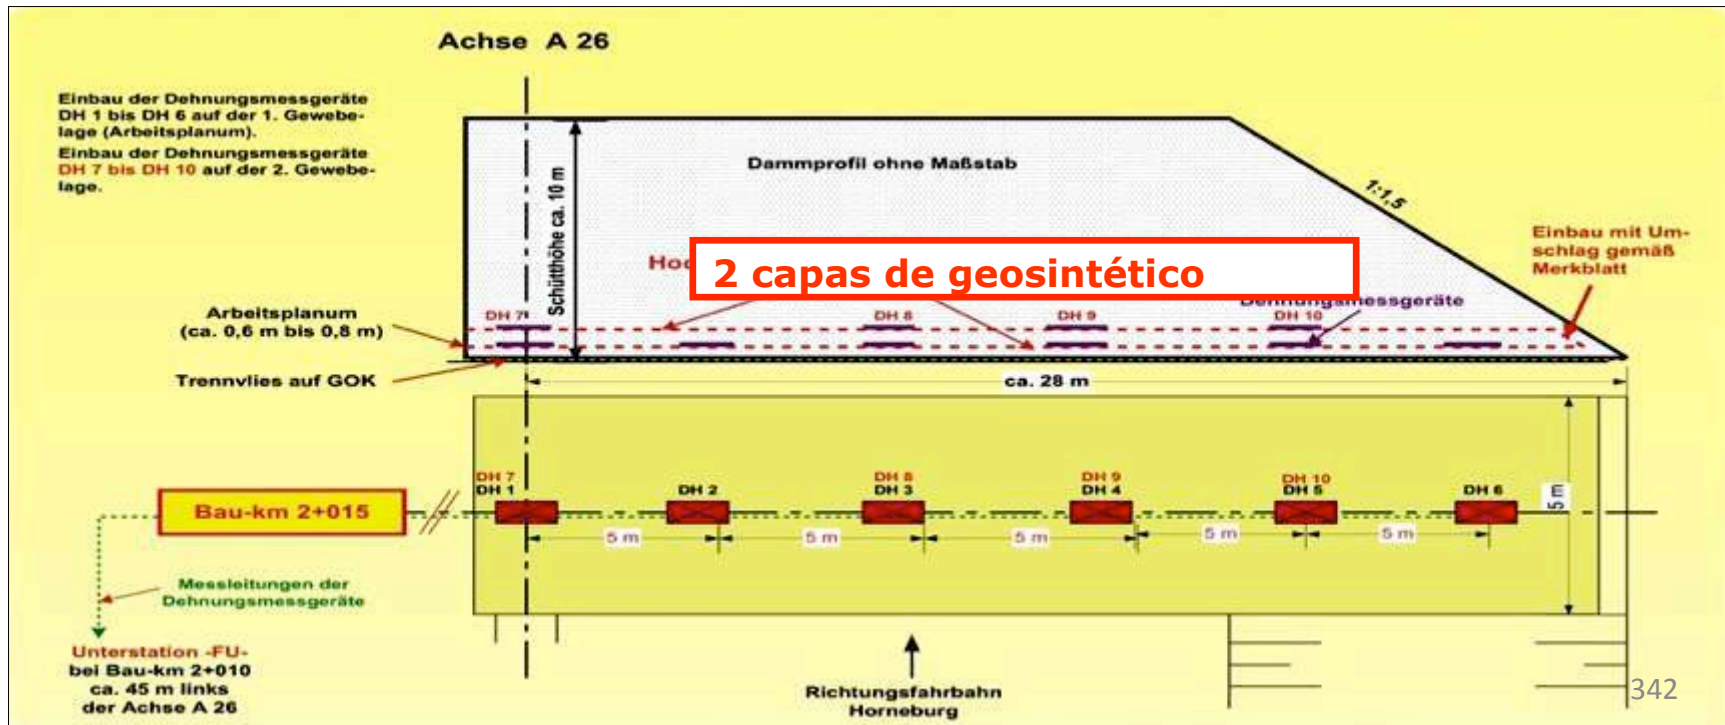 Achse A 26
Einbau der Dehnungsmessgeräte
DH 1 bis DH 6 auf der 1. Gewebe-
lage (Arbeitsplanum).
Einbau der Dehnungsmessgeräte
DH 7 bis DH 10 auf der 2. Gewebe-
lage.
Dammprofil ohne Maßstab
Schütthöhe ca. 10 m
1:1,5
Einbau mit Um-
schlag gemäß
Merkblatt
2 capas de geosintético
Dehnungsmessgeräte
Arbeitsplanum
(ca. 0,6 m bis 0,8 m)
DH 7 DH 8 DH 9 DH 10
Trennvlies auf GOK
ca. 28 m
DH 7 DH 8 DH 9 DH 10
DH 1 DH 2 DH 3 DH 4 DH 5 DH 6
5 m
Bau-km 2+015
5 m 5 m 5 m 5 m 5 m
Messleitungen der
Dehnungsmessgeräte
Unterstation -FU-
bei Bau-km 2+010
ca. 45 m links
der Achse A 26
Richtungsfahrbahn
Horneburg
342